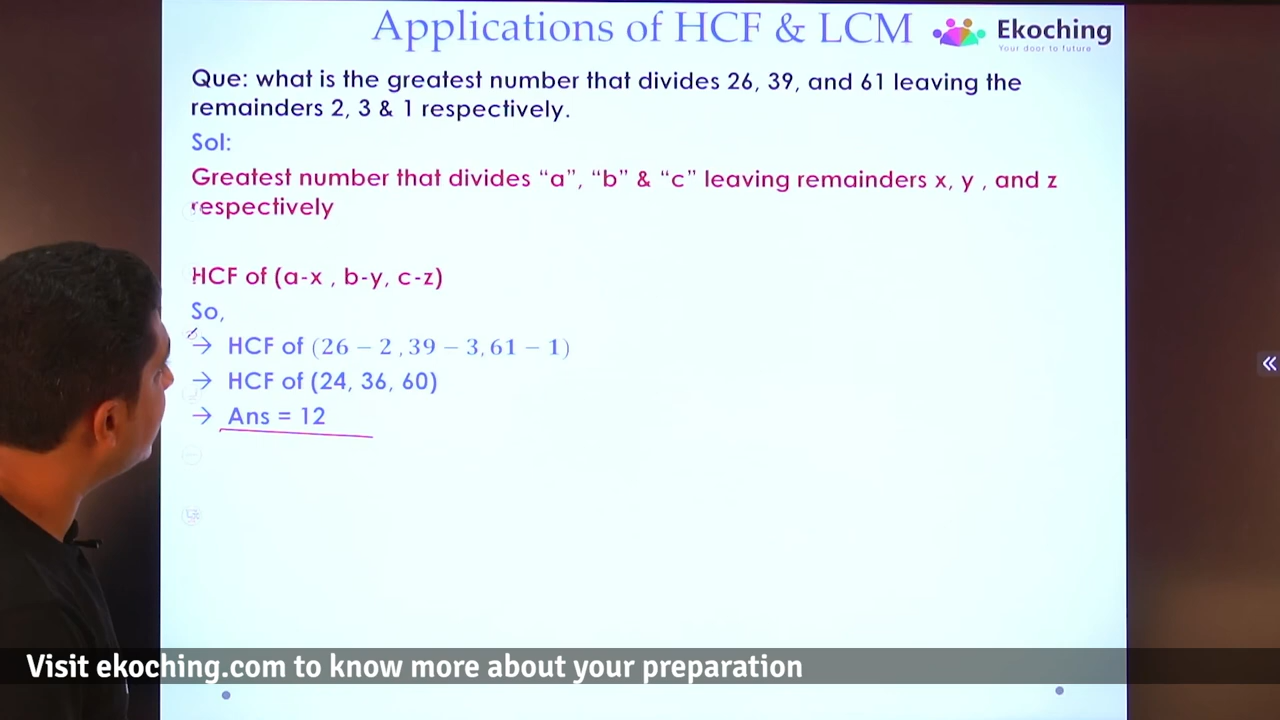 Applications of HCF & LCM
Ekoching
Your door to future
Que: what is the greatest number that divides 26, 39, and 61 leaving the
remainders 2, 3 & 1 respectively.
Sol:
Greatest number that divides “a”, “b” & “c” leaving remainders x, y , and z
respectively
HCF of (a-x , b-y, c-z)
So,
→ HCF of (26 − 2 , 39 − 3, 61 − 1)
→ HCF of (24, 36, 60)
→ Ans = 12
Visit ekoching.com to know more about your preparation